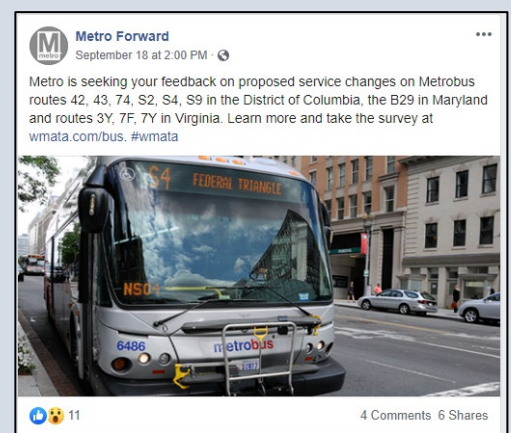 Metro Forward
September 18 at 2:00 PM ·
Metro is seeking your feedback on proposed service changes on Metrobus
routes 42, 43, 74, S2, S4, S9 in the District of Columbia, the B29 in Maryland
and routes 3Y, 7F, 7Y in Virginia. Learn more and take the survey at
wmata.com/bus. #wmata
M
metro
S4 FEDERAL TRIANGLE
6486
metrobus
11
4 Comments 6 Shares